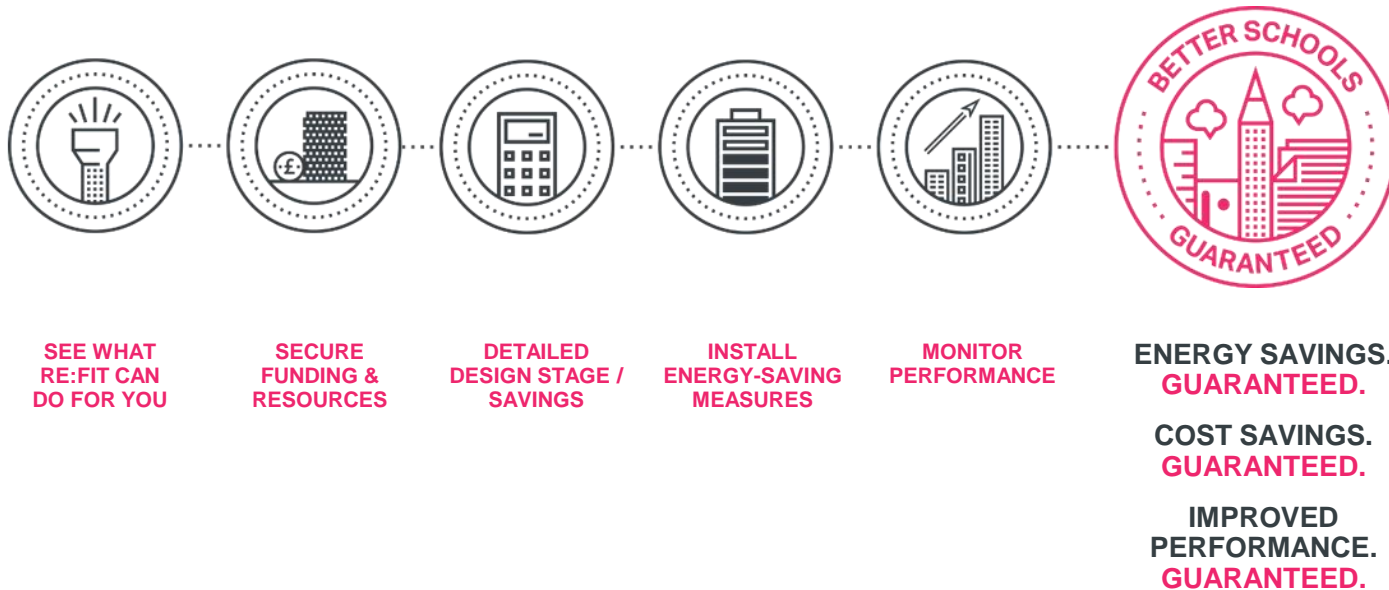 BETTER SCHOOLS
GUARANTEED
£
SEE WHAT
RE:FIT CAN
DO FOR YOU
SECURE
FUNDING &
RESOURCES
DETAILED
DESIGN STAGE /
SAVINGS
INSTALL
ENERGY-SAVING
MEASURES
MONITOR
PERFORMANCE
ENERGY SAVINGS.
GUARANTEED.
COST SAVINGS.
GUARANTEED.
IMPROVED
PERFORMANCE.
GUARANTEED.